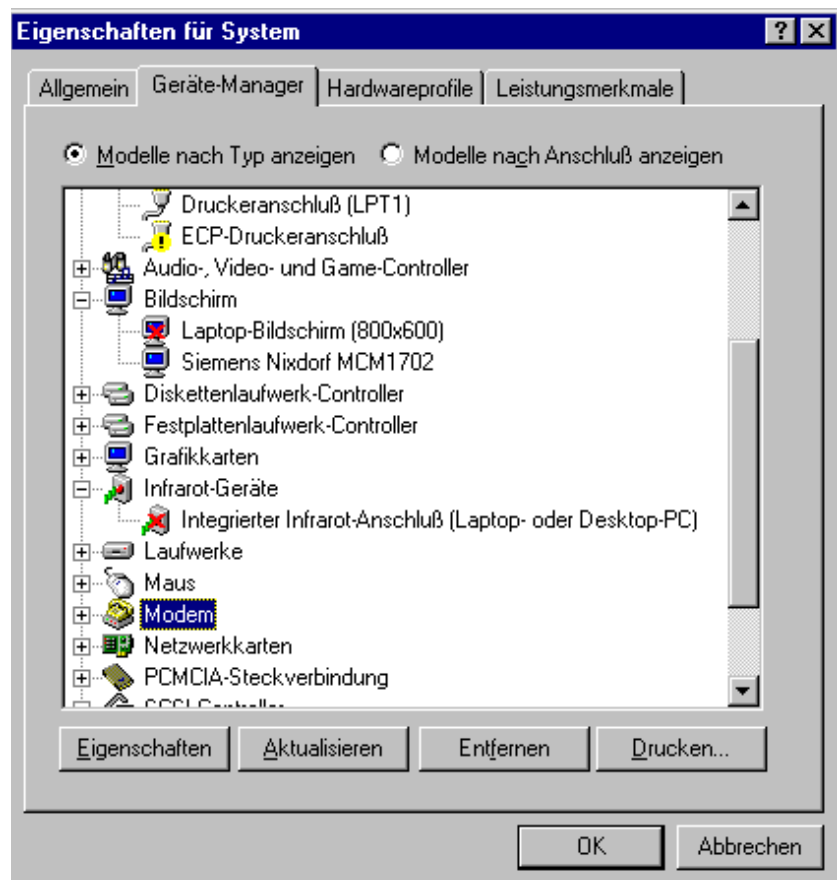 Eigenschaften für System
Allgemein Geräte-Manager Hardwareprofile Leistungsmerkmale
Modelle nach Typ anzeigen Modelle nach Anschluß anzeigen
Druckeranschluß (LPT1)
ECP-Druckeranschluß
Audio-, Video- und Game-Controller
Bildschirm
Laptop-Bildschirm (800x600)
Siemens Nixdorf MCM1702
Diskettenlaufwerk-Controller
Festplattenlaufwerk-Controller
Grafikkarten
Infrarot-Geräte
Integrierter Infrarot-Anschluß (Laptop- oder Desktop-PC)
Laufwerke
Maus
Modem
Netzwerkkarten
PCMCIA-Steckverbindung
SCSI-Controller
Eigenschaften Aktualisieren Entfernen Drucken...
OK Abbrechen